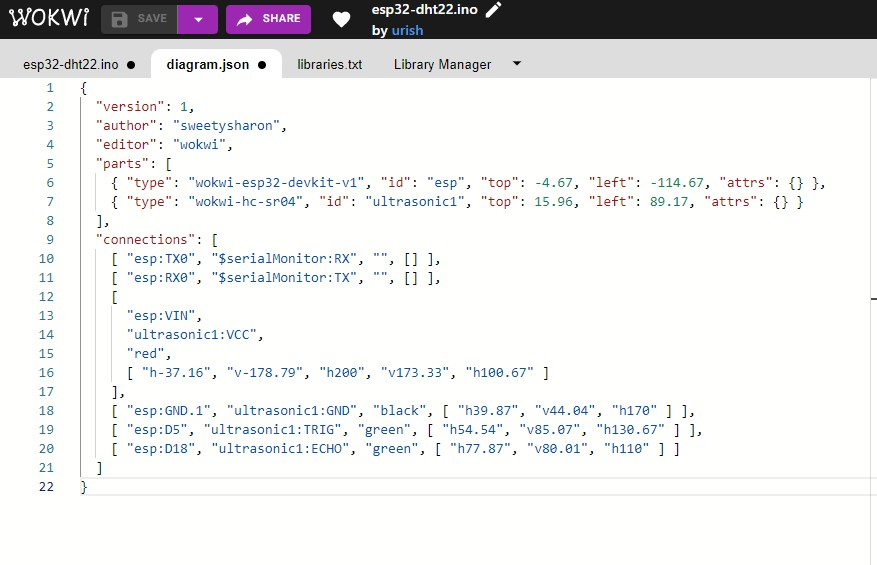 WOKWI SAVE SHARE esp32-dht22.ino
by urish
esp32-dht22.ino ● diagram.json ● libraries.txt Library Manager
1 {
2 "version": 1,
3 "author": "sweetysharon",
4 "editor": "wokwi",
5 "parts": [
6 { "type": "wokwi-esp32-devkit-v1", "id": "esp", "top": -4.67, "left": -114.67, "attrs": {} },
7 { "type": "wokwi-hc-sr04", "id": "ultrasonic1", "top": 15.96, "left": 89.17, "attrs": {} }
8 ],
9 "connections": [
10 [ "esp:TX0", "$serialMonitor:RX", "", [] ],
11 [ "esp:RX0", "$serialMonitor:TX", "", [] ],
12 [
13 "esp:VIN",
14 "ultrasonic1:VCC",
15 "red",
16 [ "h-37.16", "v-178.79", "h200", "v173.33", "h100.67" ]
17 ],
18 [ "esp:GND.1", "ultrasonic1:GND", "black", [ "h39.87", "v44.04", "h170" ] ],
19 [ "esp:D5", "ultrasonic1:TRIG", "green", [ "h54.54", "v85.07", "h130.67" ] ],
20 [ "esp:D18", "ultrasonic1:ECHO", "green", [ "h77.87", "v80.01", "h110" ] ]
21 ]
22 }